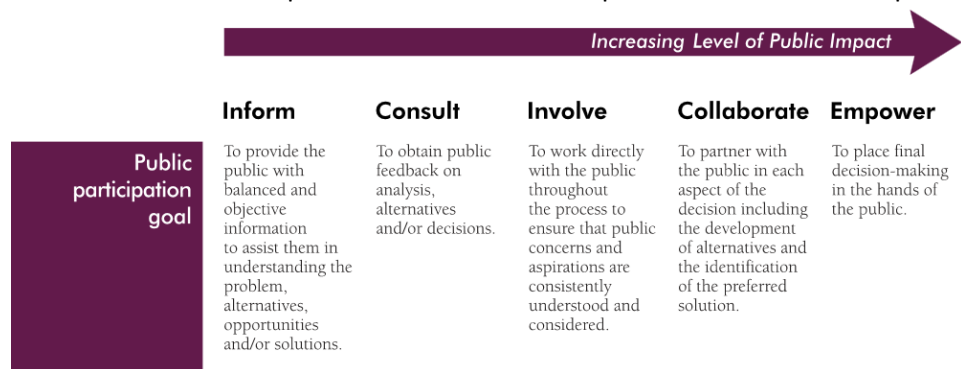 Increasing Level of Public Impact
Inform
Consult
Involve
Collaborate
Empower
Public
participation
goal
To provide the
public with
balanced and
objective
information
to assist them in
understanding the
problem,
alternatives,
opportunities
and/or solutions.
To obtain public
feedback on
analysis,
alternatives
and/or decisions.
To work directly
with the public
throughout
the process to
ensure that public
concerns and
aspirations are
consistently
understood and
considered.
To partner with
the public in each
aspect of the
decision including
the development
of alternatives and
the identification
of the preferred
solution.
To place final
decision-making
in the hands of
the public.